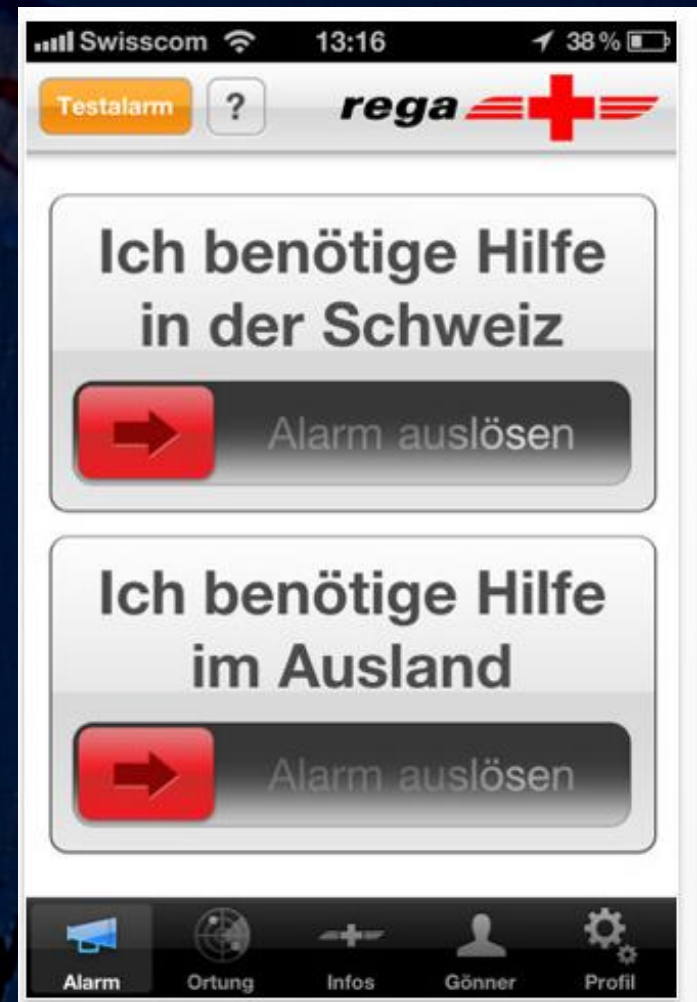 Swisscom 13:16 38%
Testalarm ? rega
Ich benötige Hilfe
in der Schweiz
Alarm auslösen
Ich benötige Hilfe
im Ausland
Alarm auslösen
Alarm Ortung Infos Gönner Profil